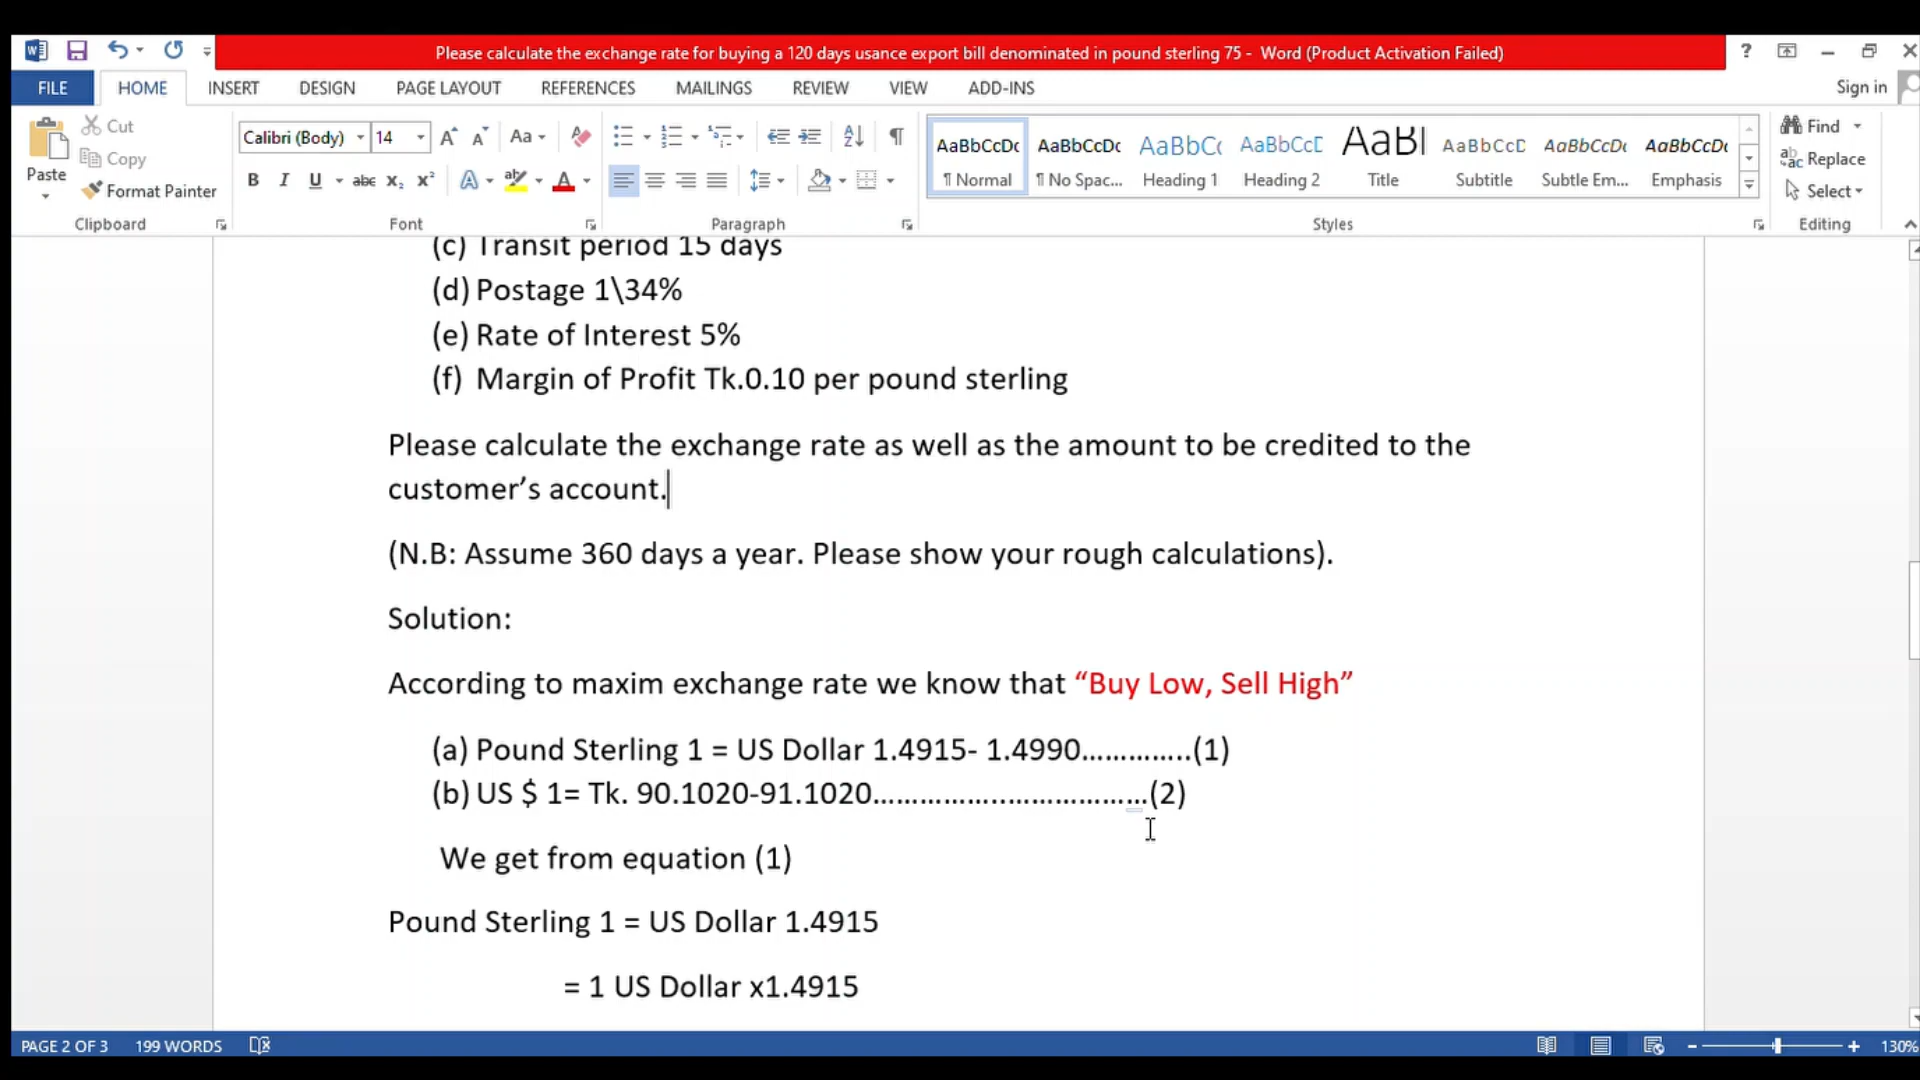 Please calculate the exchange rate for buying a 120 days usance export bill denominated in pound sterling 75 - Word (Product Activation Failed)
?
FILE HOME INSERT DESIGN PAGE LAYOUT REFERENCES MAILINGS REVIEW VIEW ADD-INS Sign in
Paste
Cut
Copy
Format Painter
Clipboard
Calibri (Body) 14
Font
Paragraph
AaBbCcDc AaBbCcDc AaBbC( AaBbCcD AaBl AaBbCcD AaBbCcDc AaBbCcDc
¶ Normal ¶ No Spac... Heading 1 Heading 2 Title Subtitle Subtle Em... Emphasis
Styles
Find
Replace
Select
Editing
(c) Transit period 15 days
(d) Postage 1\34%
(e) Rate of Interest 5%
(f) Margin of Profit Tk.0.10 per pound sterling
Please calculate the exchange rate as well as the amount to be credited to the
customer’s account.
(N.B: Assume 360 days a year. Please show your rough calculations).
Solution:
According to maxim exchange rate we know that “Buy Low, Sell High”
(a) Pound Sterling 1 = US Dollar 1.4915- 1.4990…………..(1)
(b) US $ 1= Tk. 90.1020-91.1020……………..………………(2)
We get from equation (1)
Pound Sterling 1 = US Dollar 1.4915
= 1 US Dollar x1.4915
PAGE 2 OF 3 199 WORDS 130%